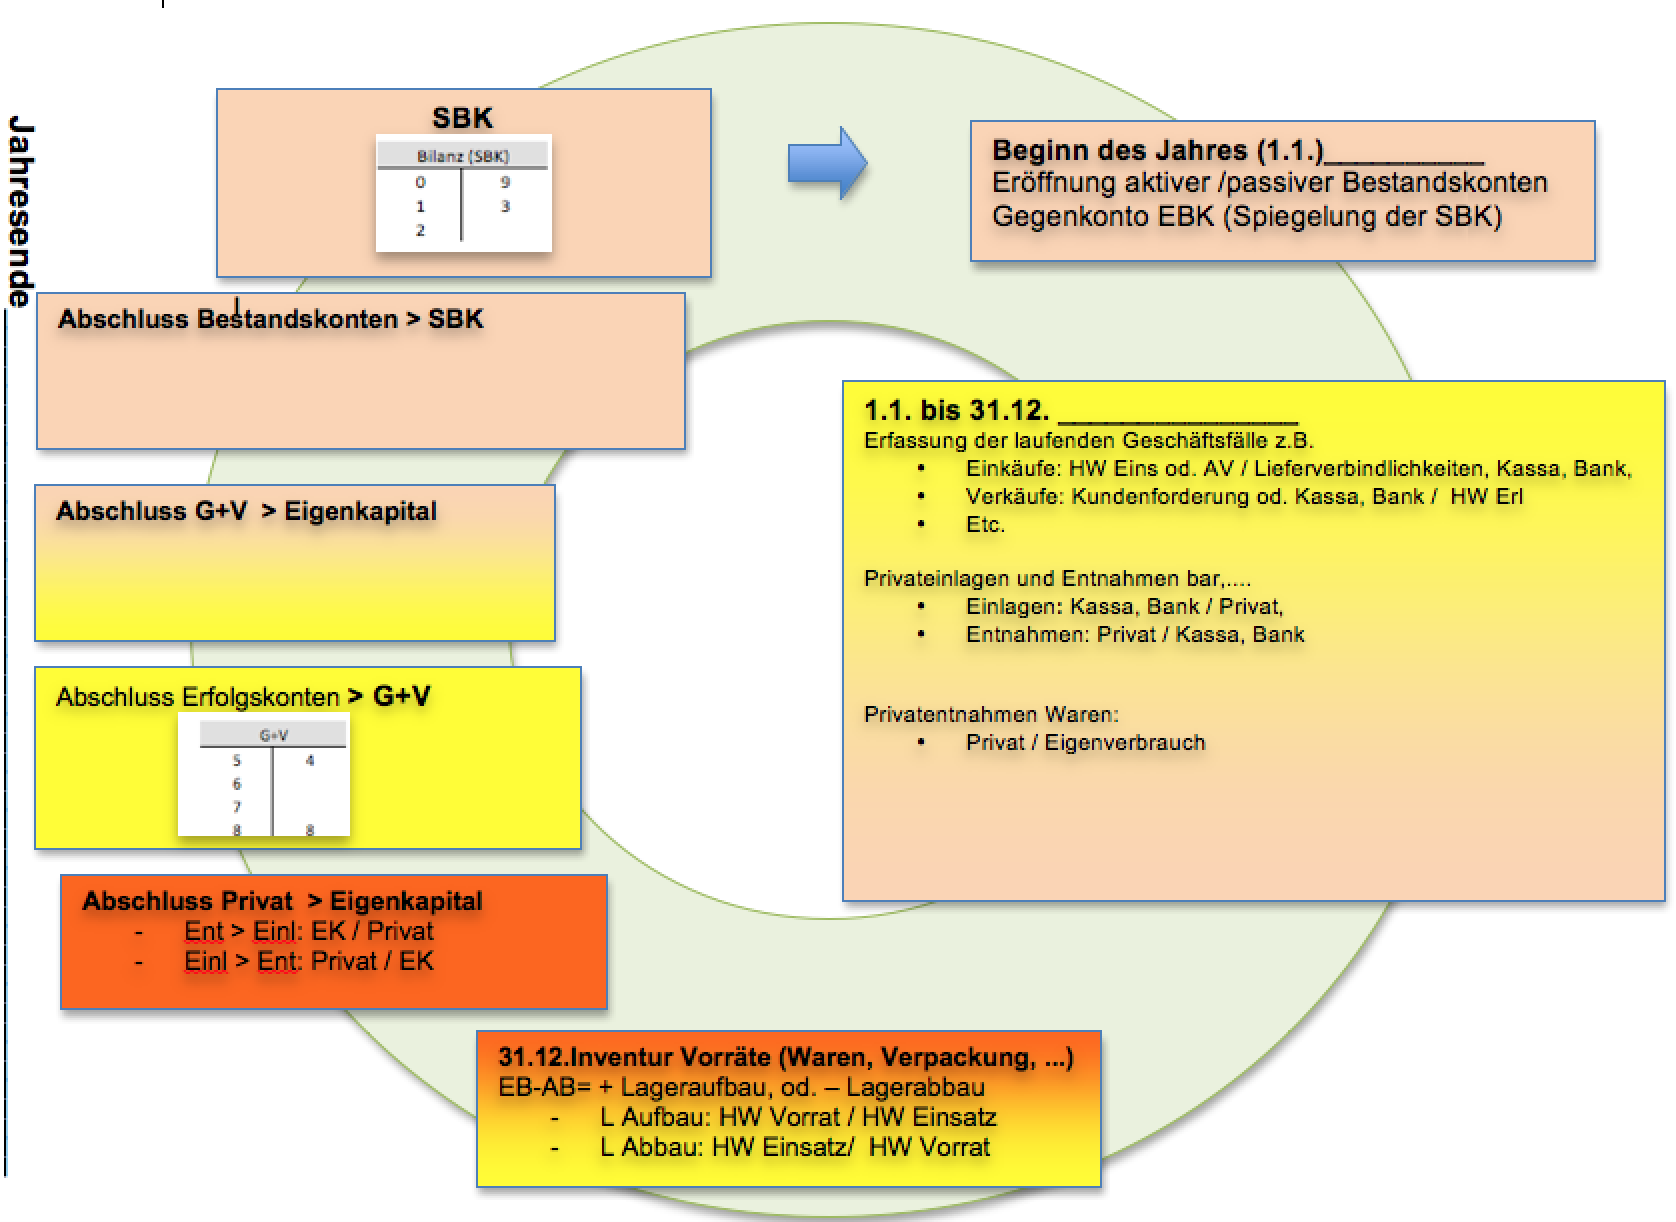 Jahresende
SBK
Bilanz (SBK)
0 9
1 3
2
Beginn des Jahres (1.1.)___________
Eröffnung aktiver /passiver Bestandskonten
Gegenkonto EBK (Spiegelung der SBK)
Abschluss Bestandskonten > SBK
Abschluss G+V > Eigenkapital
Abschluss Erfolgskonten > G+V
G+V
5 4
6
7
8 8
Abschluss Privat > Eigenkapital
- Ent > Einl: EK / Privat
- Einl > Ent: Privat / EK
31.12.Inventur Vorräte (Waren, Verpackung, ...)
EB-AB= + Lageraufbau, od. – Lagerabbau
- L Aufbau: HW Vorrat / HW Einsatz
- L Abbau: HW Einsatz/ HW Vorrat
1.1. bis 31.12. ________________
Erfassung der laufenden Geschäftsfälle z.B.
• Einkäufe: HW Eins od. AV / Lieferverbindlichkeiten, Kassa, Bank,
• Verkäufe: Kundenforderung od. Kassa, Bank / HW Erl
• Etc.
Privateinlagen und Entnahmen bar,....
• Einlagen: Kassa, Bank / Privat,
• Entnahmen: Privat / Kassa, Bank
Privatentnahmen Waren:
• Privat / Eigenverbrauch